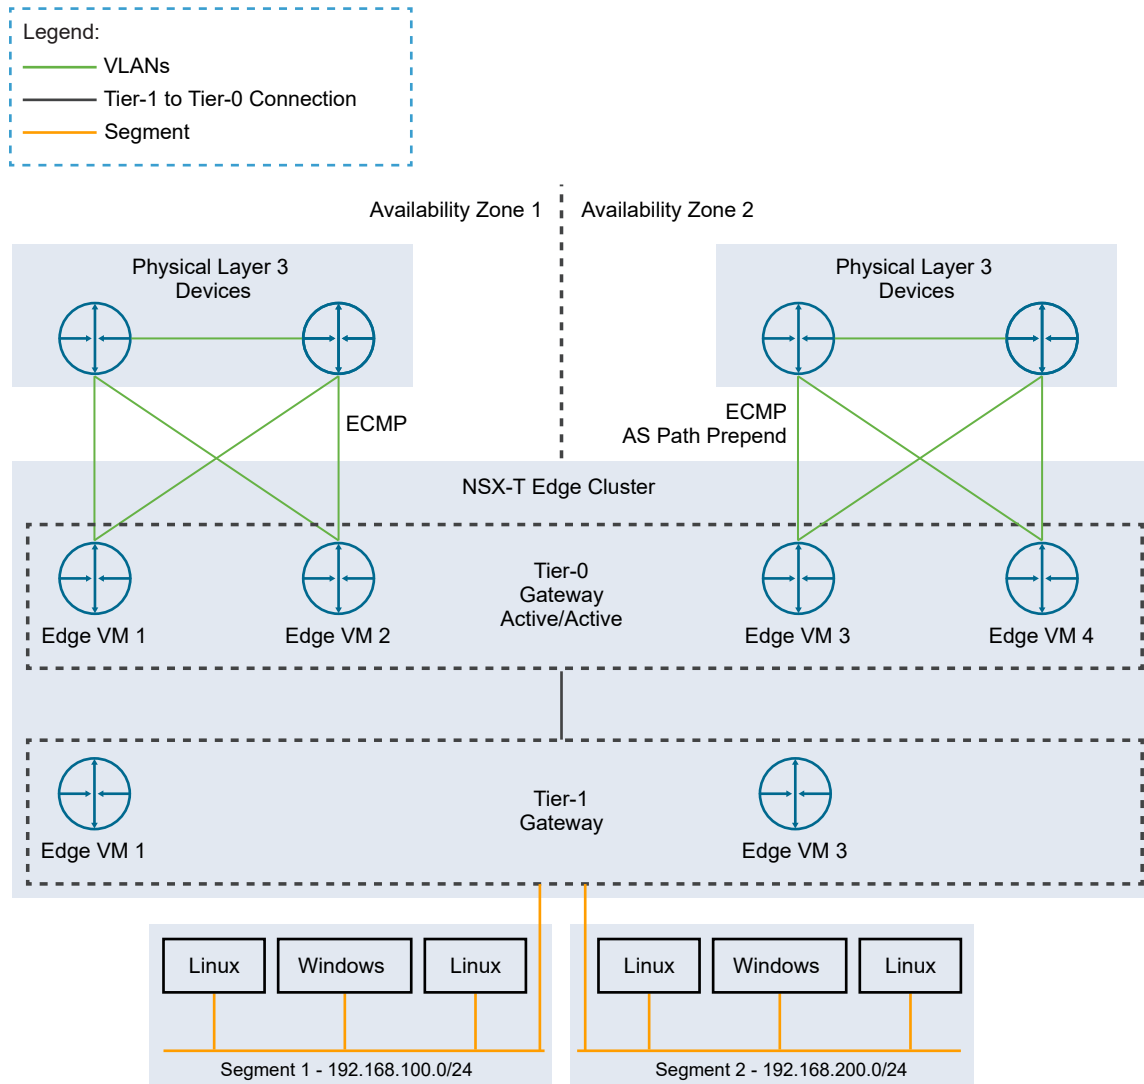 Legend:
VLANs
Tier-1 to Tier-0 Connection
Segment
Availability Zone 1
Availability Zone 2
Physical Layer 3
Devices
Physical Layer 3
Devices
ECMP
ECMP
AS Path Prepend
NSX-T Edge Cluster
Tier-0
Gateway
Active/Active
Edge VM 1
Edge VM 2
Edge VM 3
Edge VM 4
Tier-1
Gateway
Edge VM 1
Edge VM 3
Linux
Windows
Linux
Segment 1 - 192.168.100.0/24
Linux
Windows
Linux
Segment 2 - 192.168.200.0/24